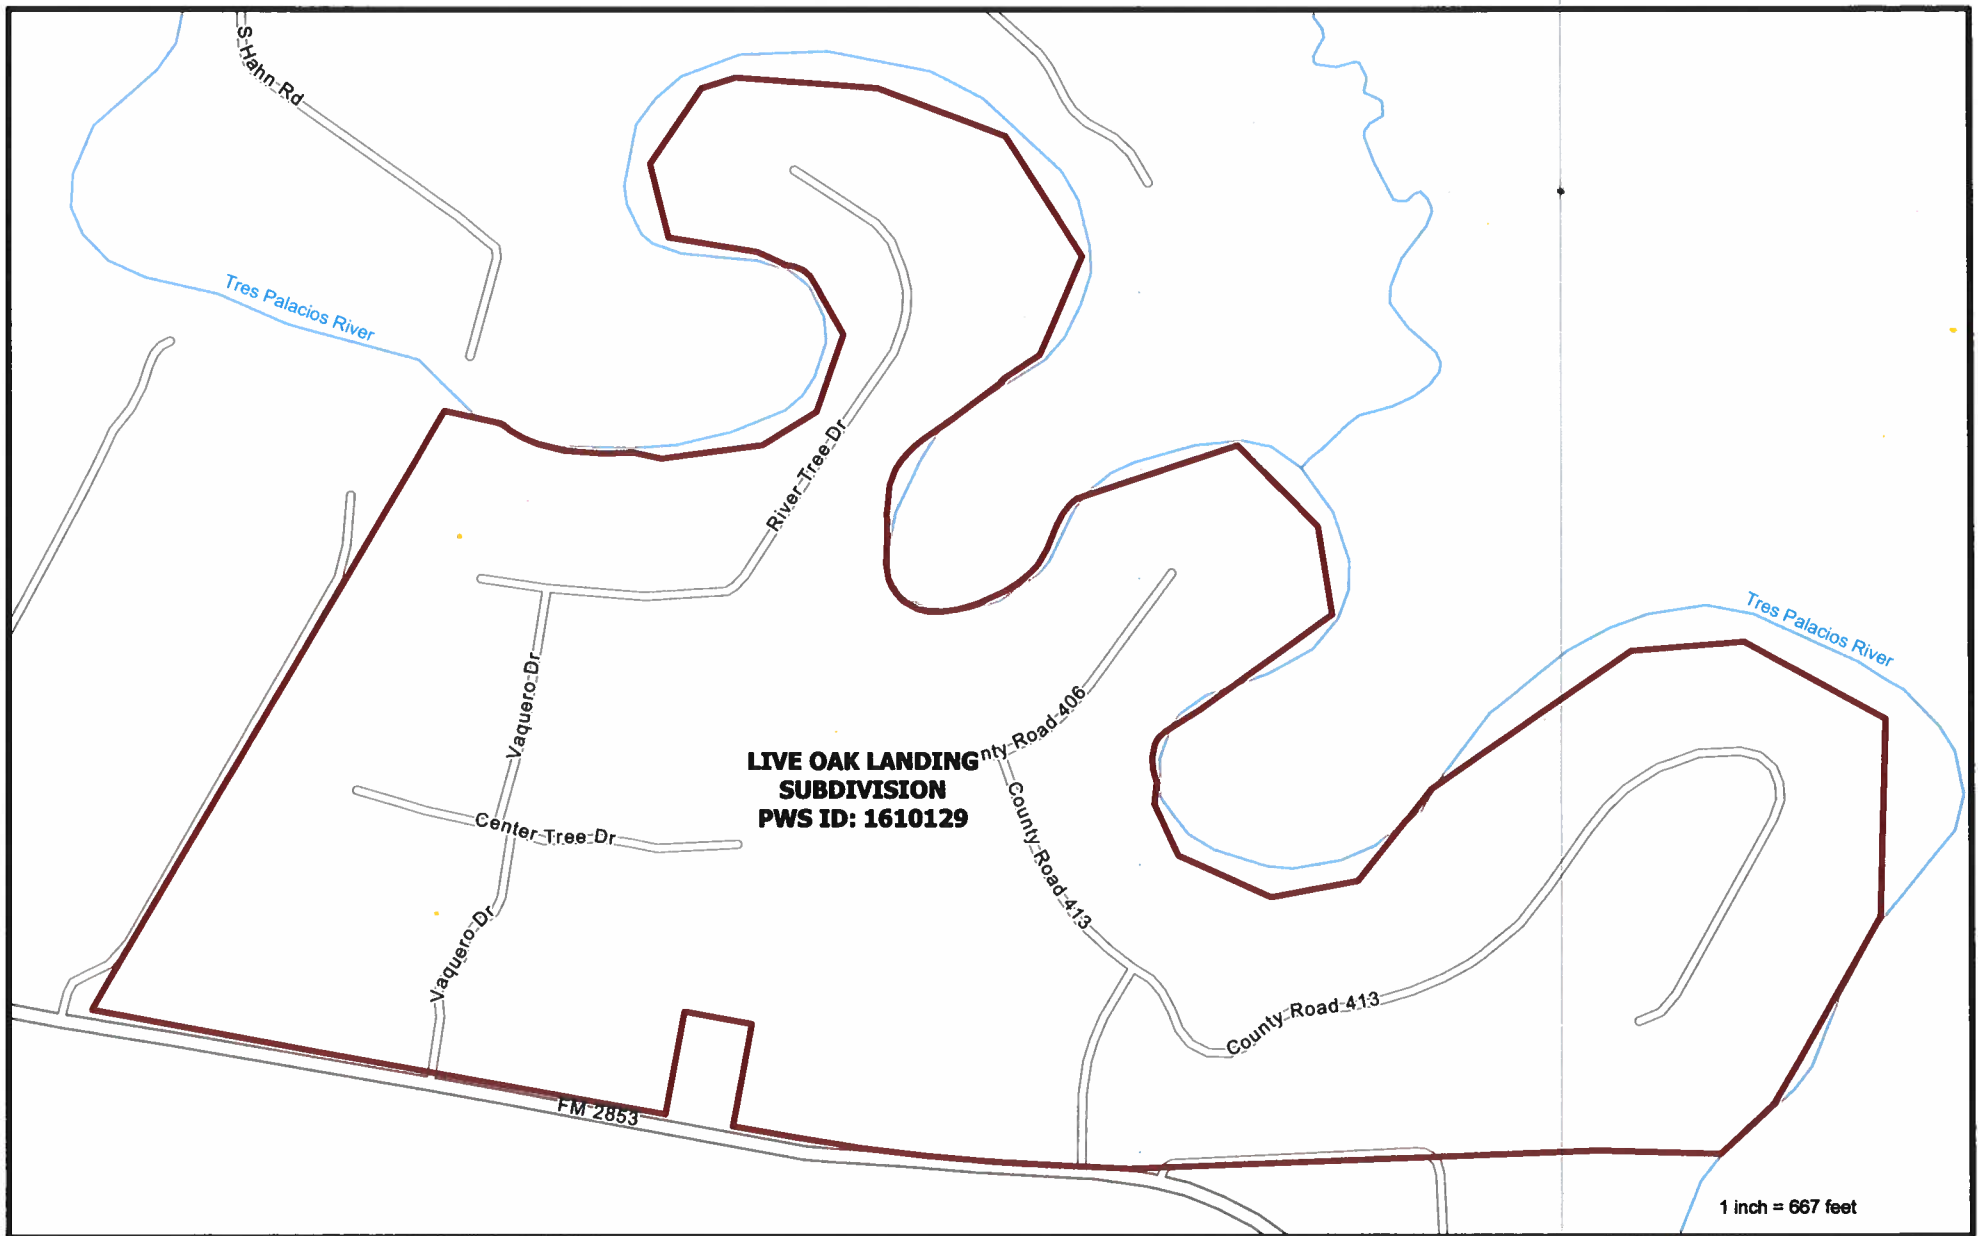 S Hahn Rd
Tres Palacios River
River Tree Dr
Tres Palacios River
Vaquero Dr
nty Road 406
LIVE OAK LANDING
SUBDIVISION
PWS ID: 1610129
County Road 413
Center Tree Dr
Vaquero Dr
County Road 413
FM 2853
1 inch = 667 feet